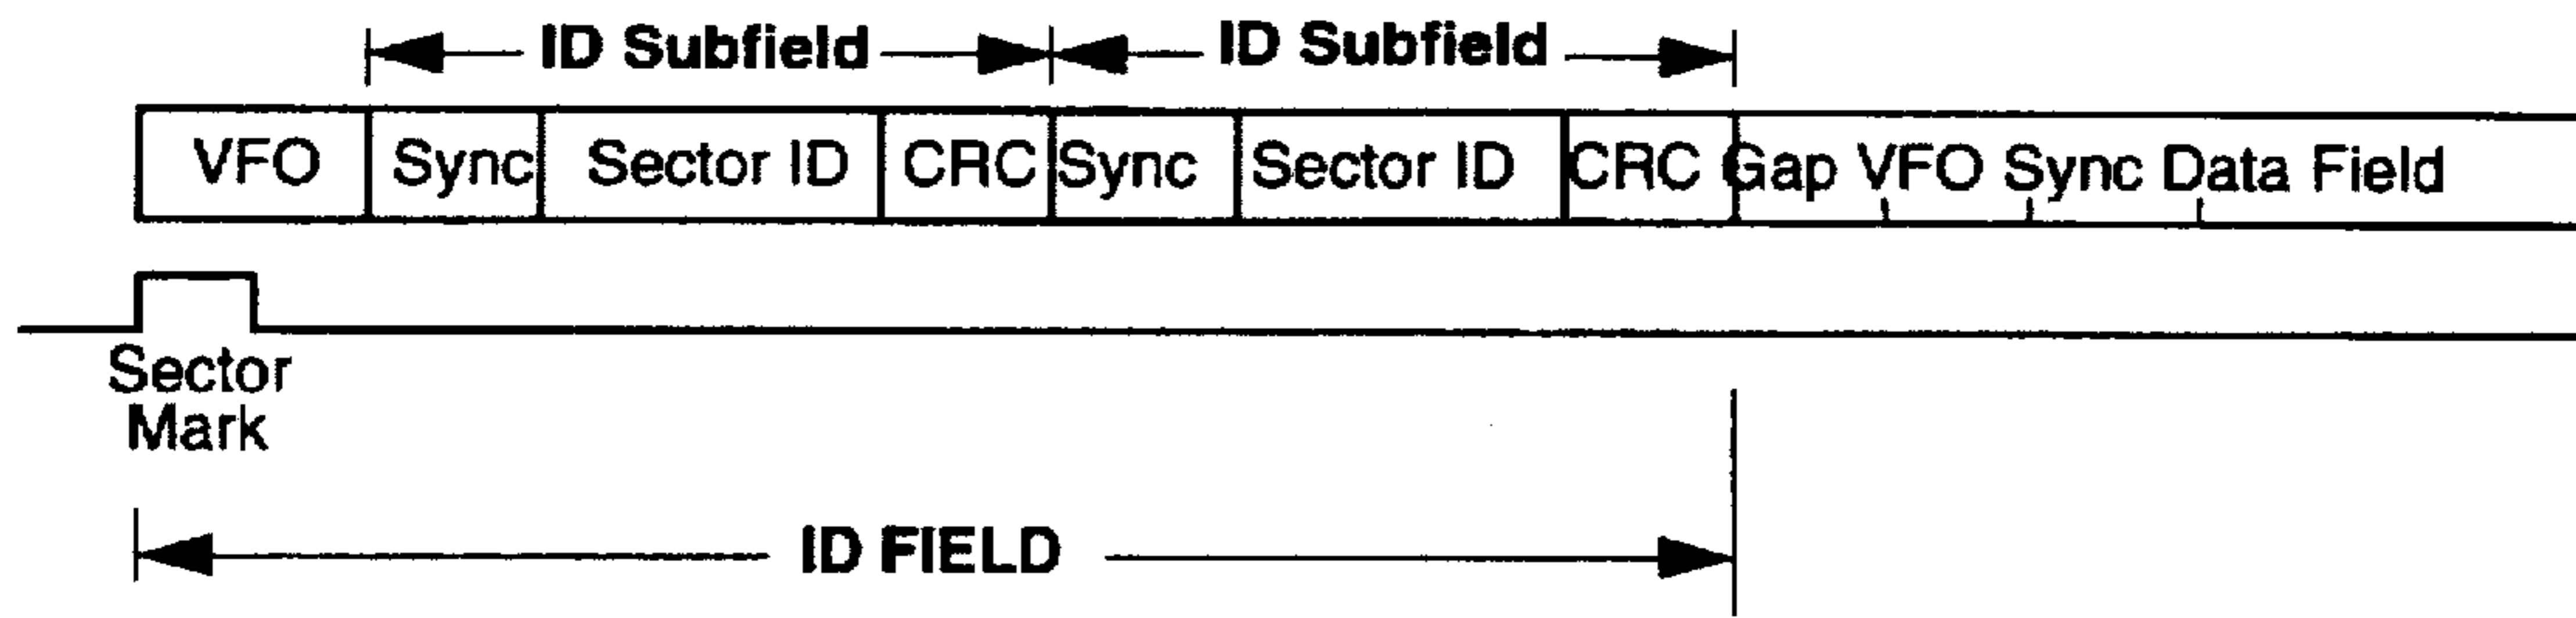 ID Subfield ID Subfield
VFO Sync Sector ID CRC Sync Sector ID CRC Gap VFO Sync Data Field
Sector
Mark
ID FIELD